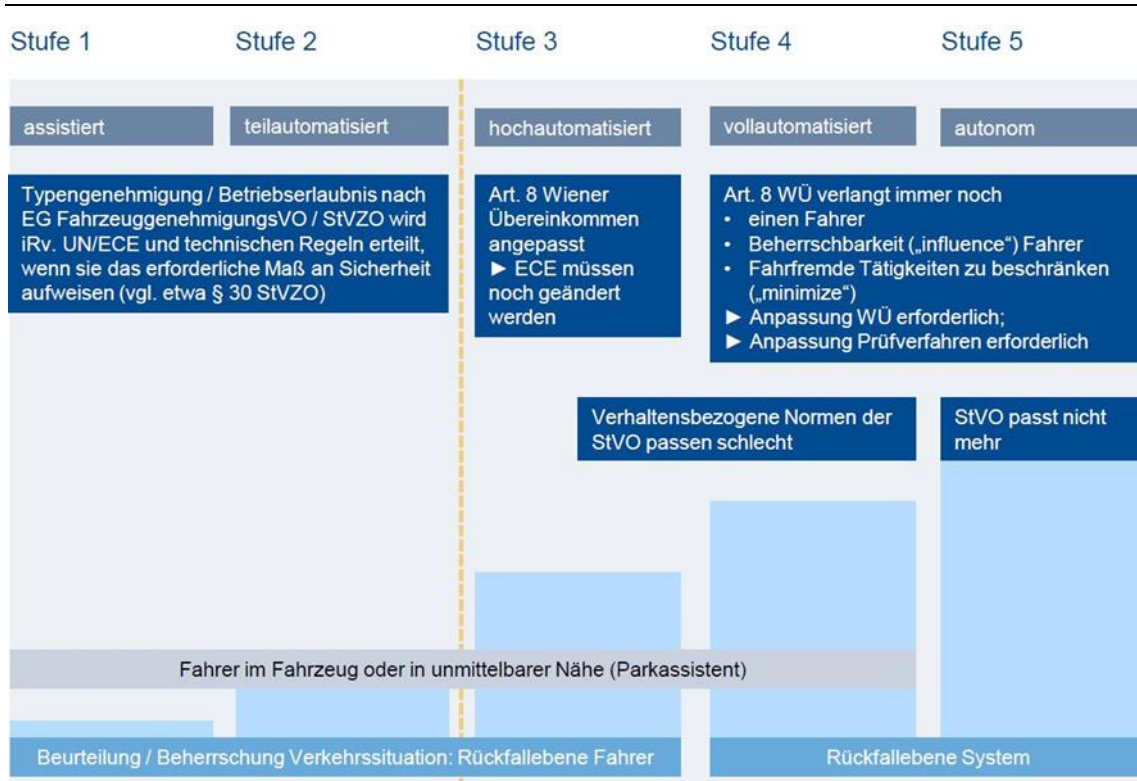 Stufe 1
Stufe 2
Stufe 3
Stufe 4
Stufe 5
assistiert
teilautomatisiert
hochautomatisiert
vollautomatisiert
autonom
Typengenehmigung / Betriebserlaubnis nach
EG FahrzeuggenehmigungsVO / StVZO wird
iRv. UN/ECE und technischen Regeln erteilt,
wenn sie das erforderliche Maß an Sicherheit
aufweisen (vgl. etwa § 30 StVZO)
Art. 8 Wiener
Übereinkommen
angepasst
► ECE müssen
noch geändert
werden
Art. 8 WÜ verlangt immer noch
• einen Fahrer
• Beherrschbarkeit („influence“) Fahrer
• Fahrfremde Tätigkeiten zu beschränken
(„minimize“)
► Anpassung WÜ erforderlich;
► Anpassung Prüfverfahren erforderlich
Verhaltensbezogene Normen der
StVO passen schlecht
StVO passt nicht
mehr
Fahrer im Fahrzeug oder in unmittelbarer Nähe (Parkassistent)
Beurteilung / Beherrschung Verkehrssituation: Rückfallebene Fahrer
Rückfallebene System